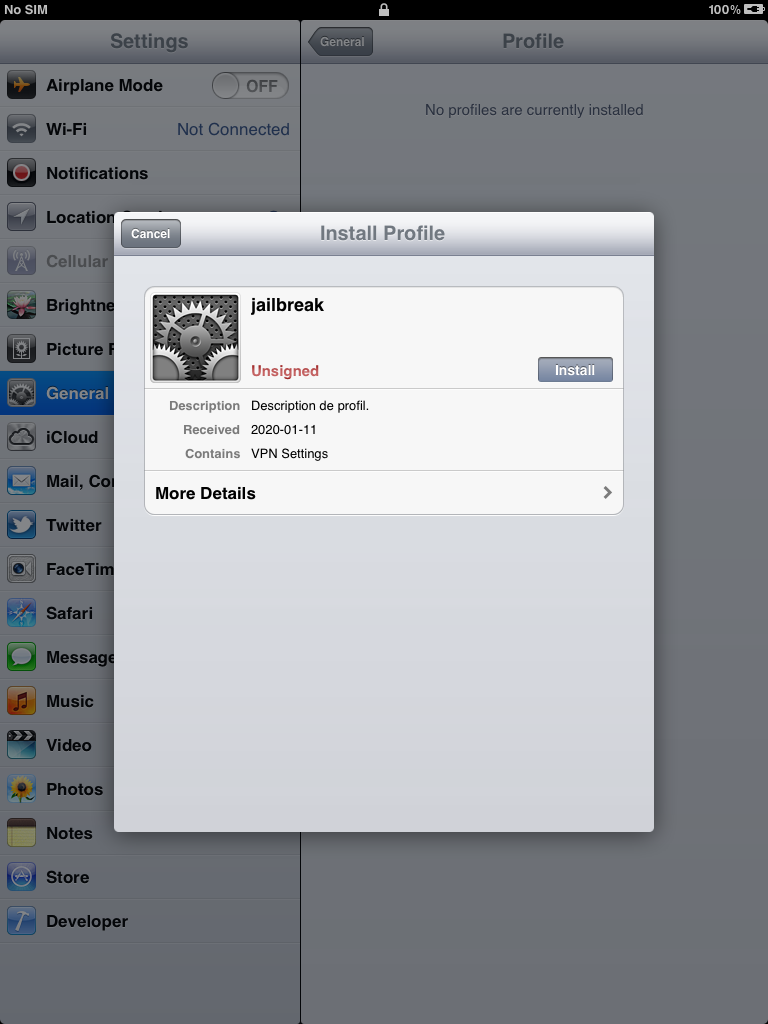 No SIM
100%
Settings
General
Profile
Airplane Mode
OFF
No profiles are currently installed
Wi-Fi
Not Connected
Notifications
Location
Cancel
Install Profile
Cellular
Brightne
jailbreak
Picture F
Unsigned
Install
General
Description
Description de profil.
Received
2020-01-11
iCloud
Contains
VPN Settings
Mail, Co
More Details
Twitter
FaceTim
Safari
Message
Music
Video
Photos
Notes
Store
Developer